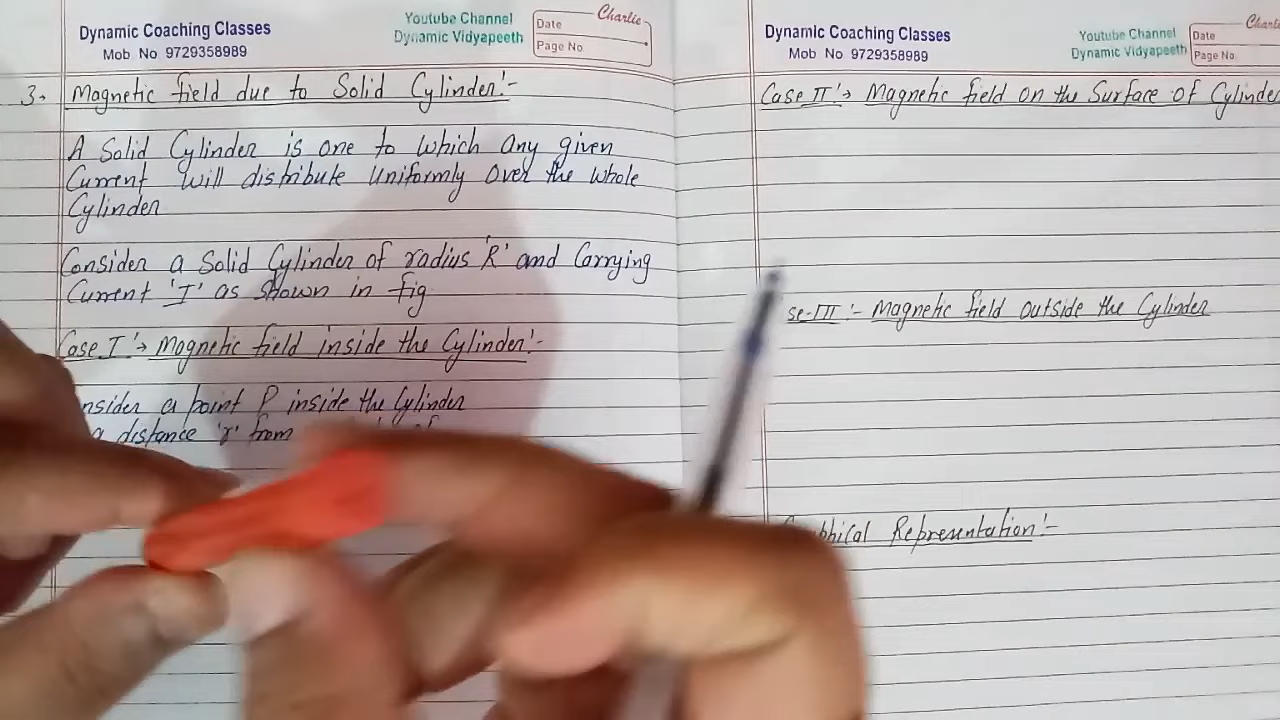 Dynamic Coaching Classes
Mob No 9729358989
Youtube Channel
Dynamic Vidyapeeth
Charlie
Date
Page No.
3. Magnetic field due to Solid Cylinder:-
A Solid Cylinder is one to which any given
Current will distribute Uniformly Over the whole
Cylinder
Consider a Solid Cylinder of radius 'R' and Carrying
Current 'I' as shown in fig
Case I :→ Magnetic field inside the Cylinder:-
nsider a point P inside the Cylinder
a distance 'r' from
Dynamic Coaching Classes
Mob No 9729358989
Youtube Channel
Dynamic Vidyapeeth
Date
Page No.
Case II :→ Magnetic field on the Surface of Cylinder
se-III :- Magnetic field outside the Cylinder
Representation:-